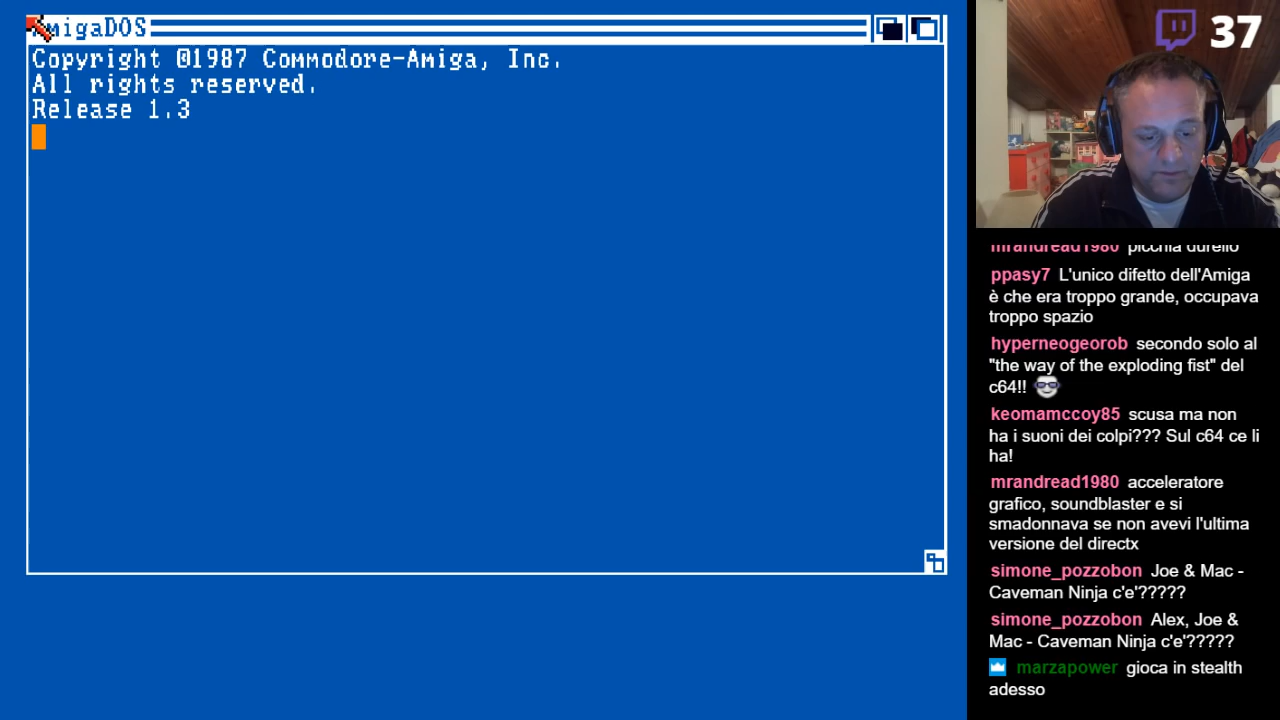 migaDOS
Copyright @1987 Commodore-Amiga, Inc.
All rights reserved.
Release 1.3
37
mrandread1980 picchia durello
ppasy7 L'unico difetto dell'Amiga
è che era troppo grande, occupava
troppo spazio
hyperneogeorob secondo solo al
"the way of the exploding fist" del
c64!!
keomamccoy85 scusa ma non
ha i suoni dei colpi??? Sul c64 ce li
ha!
mrandread1980 acceleratore
grafico, soundblaster e si
smadonnava se non avevi l'ultima
versione del directx
simone_pozzobon Joe & Mac -
Caveman Ninja c'e'?????
simone_pozzobon Alex, Joe &
Mac - Caveman Ninja c'e'?????
marzapower gioca in stealth
adesso